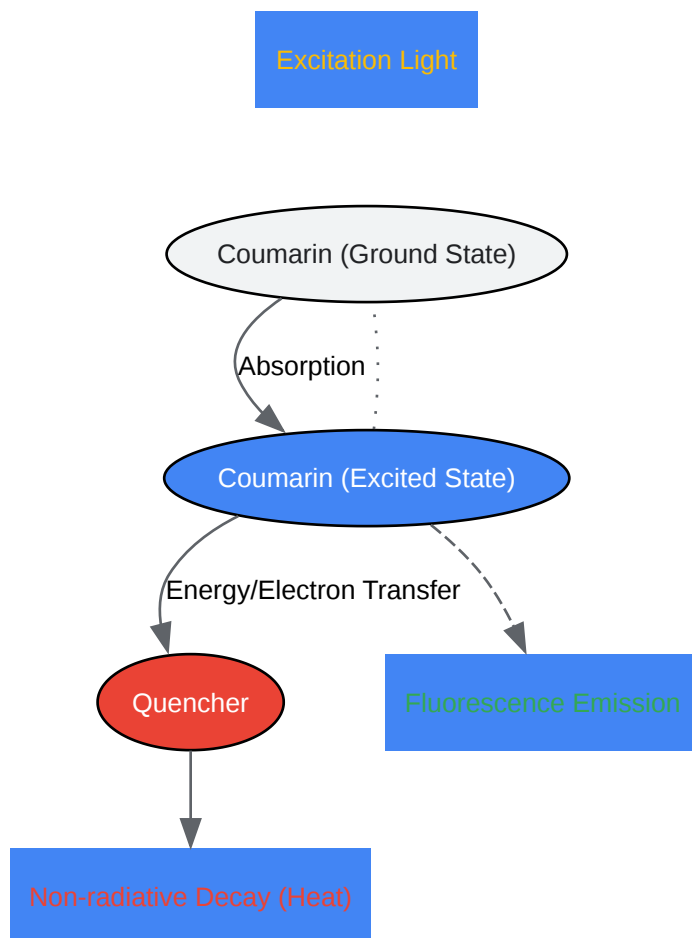 Excitation Light
Coumarin (Ground State)
Absorption
Coumarin (Excited State)
Energy/Electron Transfer
Quencher
Fluorescence Emission
Non-radiative Decay (Heat)